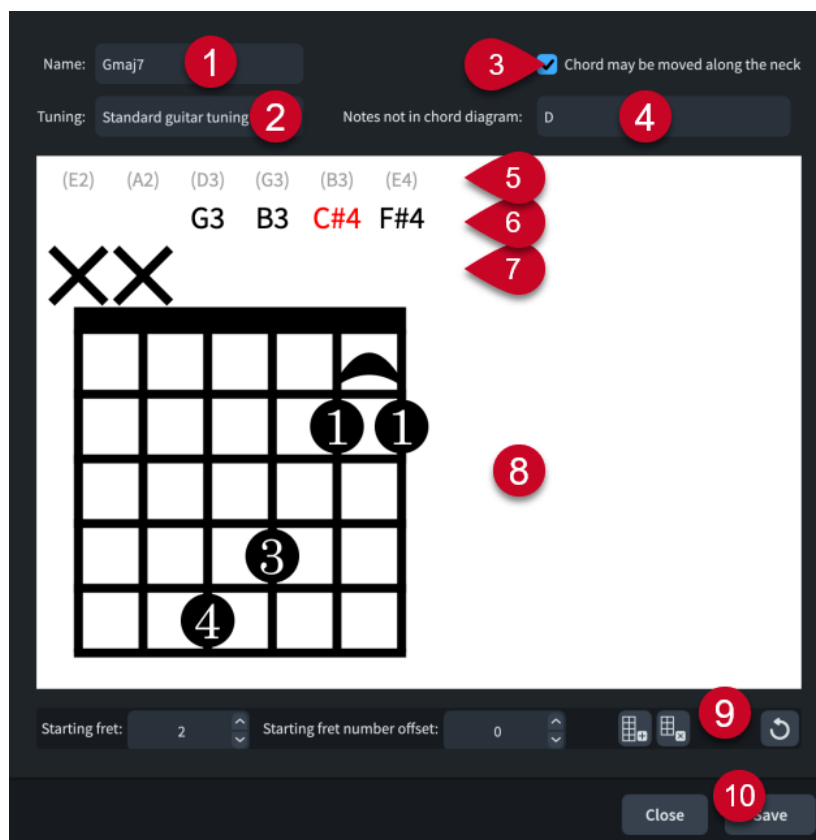 Name: Gmaj7 1 3 Chord may be moved along the neck
Tuning: Standard guitar tuning 2 Notes not in chord diagram: D 4
(E2) (A2) (D3) (G3) (B3) (E4) 5
G3 B3 C#4 F#4 6
7
1 1
8
3
4
Starting fret: 2 Starting fret number offset: 0 9
Close 10 Save